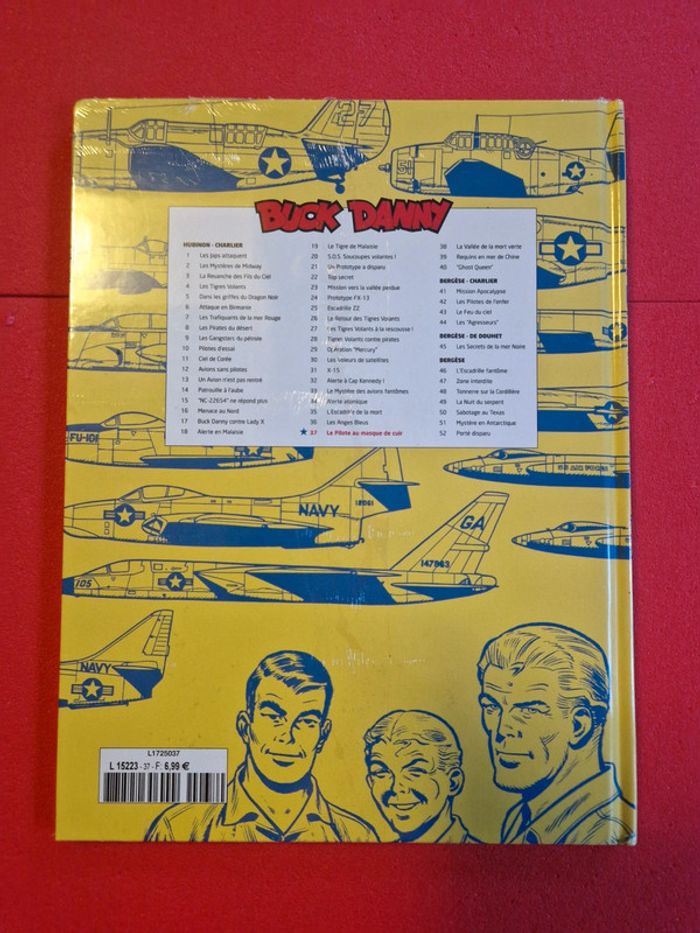 27
51
BUCK DANNY
HUBINON - CHARLIER
1 Les Japs attaquent
2 Les Mystères de Midway
3 La Revanche des Fils du Ciel
4 Les Tigres Volants
5 Dans les griffes du Dragon Noir
6 Attaque en Birmanie
7 Les Trafiquants de la mer Rouge
8 Les Pirates du désert
9 Les Gangsters du pétrole
10 Pilotes d'essai
11 Ciel de Corée
12 Avions sans pilotes
13 Un Avion n'est pas rentré
14 Patrouille à l'aube
15 "NC-22654" ne répond plus
16 Menace au Nord
17 Buck Danny contre Lady X
18 Alerte en Malaisie
19 Le Tigre de Malaisie
20 S.O.S. Soucoupes volantes !
21 Un Prototype a disparu
22 Top secret
23 Mission vers la vallée perdue
24 Prototype FX-13
25 Escadrille ZZ
26 Le Retour des Tigres Volants
27 Les Tigres Volants à la rescousse !
28 Tigres Volants contre pirates
29 Opération "Mercury"
30 Les Voleurs de satellites
31 X-15
32 Alerte à Cap Kennedy !
33 Le Mystère des avions fantômes
34 Alerte atomique
35 L'Escadrille de la mort
36 Les Anges Bleus
★ 37 Le Pilote au masque de cuir
38 La Vallée de la mort verte
39 Requins en mer de Chine
40 "Ghost Queen"
BERGÈSE - CHARLIER
41 Mission Apocalypse
42 Les Pilotes de l'enfer
43 Le Feu du ciel
44 Les "Agresseurs"
BERGÈSE - DE DOUHET
45 Les Secrets de la mer Noire
BERGÈSE
46 L'Escadrille fantôme
47 Zone interdite
48 Tonnerre sur la Cordillère
49 La Nuit du serpent
50 Sabotage au Texas
51 Mystère en Antarctique
52 Porté disparu
FU-101
US AIR FORCE
NAVY
GA
147863
105
NAVY
L1725037
L 15223 - 37 - F: 6,99 €